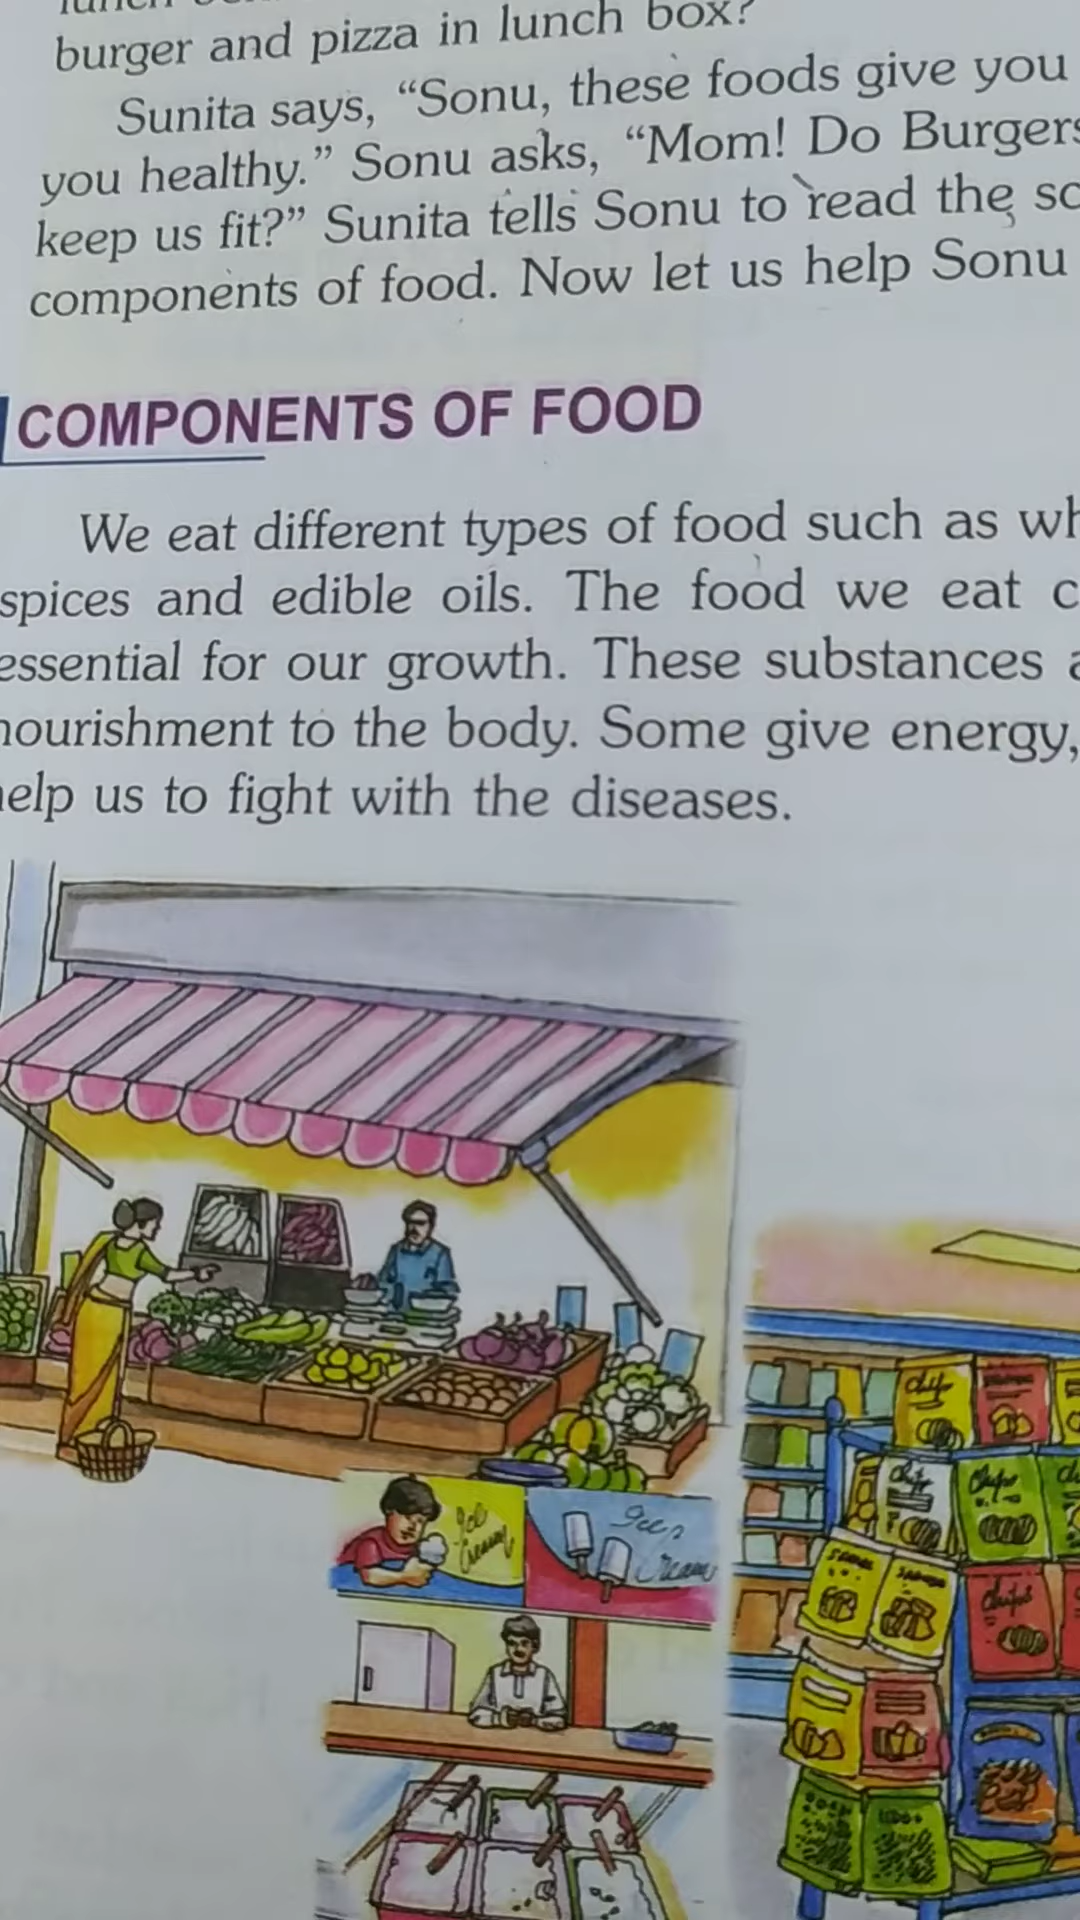 burger and pizza in lunch box?
Sunita says, “Sonu, these foods give you
you healthy.” Sonu asks, “Mom! Do Burgers
keep us fit?” Sunita tells Sonu to read the
components of food. Now let us help Sonu
COMPONENTS OF FOOD
We eat different types of food such as
spices and edible oils. The food we eat
essential for our growth. These substances
nourishment to the body. Some give energy,
help us to fight with the diseases.
Cream
Cream
Chips
Chips
Chips